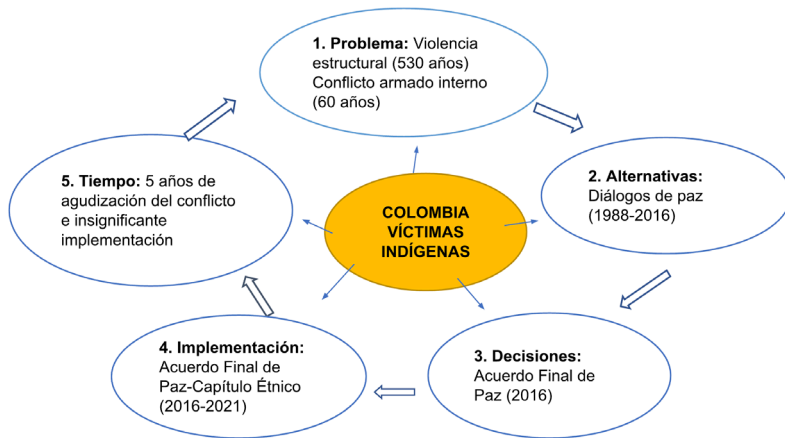 1. Problema: Violencia
estructural (530 años)
Conflicto armado interno
(60 años)
2. Alternativas:
Diálogos de paz
(1988-2016)
3. Decisiones:
Acuerdo Final de
Paz (2016)
4. Implementación:
Acuerdo Final de
Paz-Capítulo Étnico
(2016-2021)
5. Tiempo: 5 años de
agudización del conflicto
e insignificante
implementación
COLOMBIA
VÍCTIMAS
INDÍGENAS